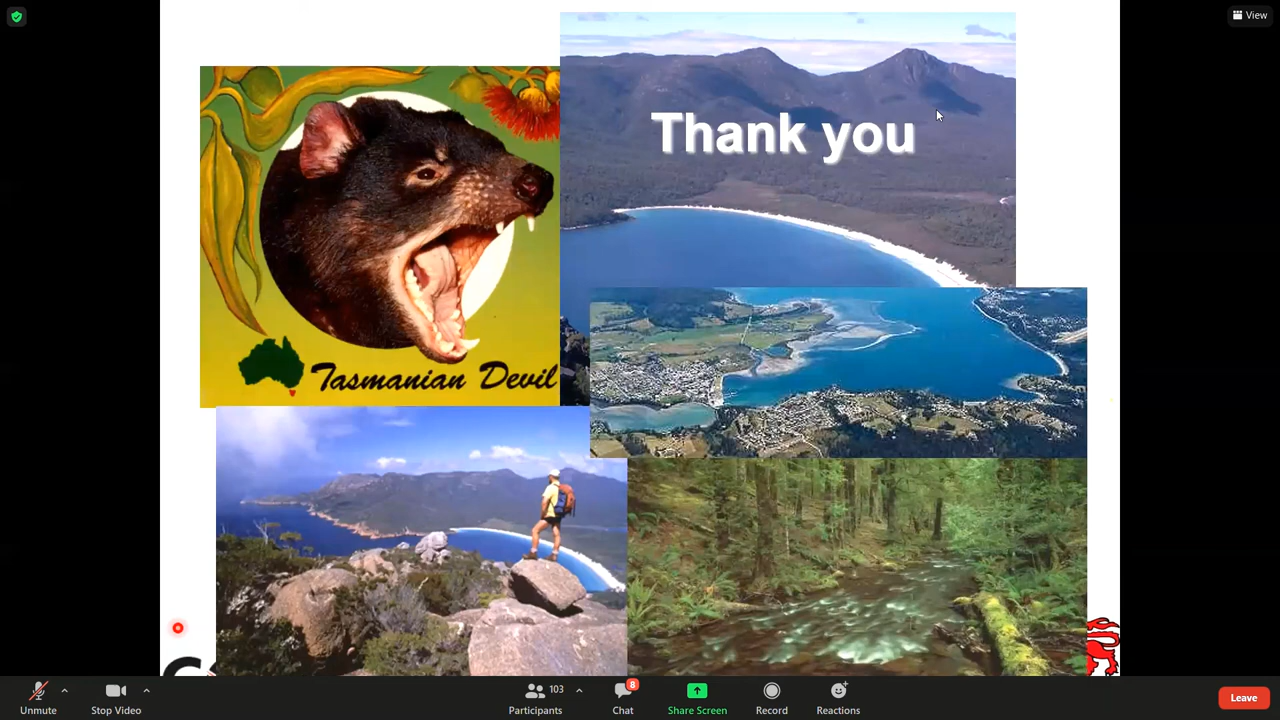 View
Thank you
Tasmanian Devil
Unmute
Stop Video
103
Participants
8
Chat
Share Screen
Record
Reactions
Leave